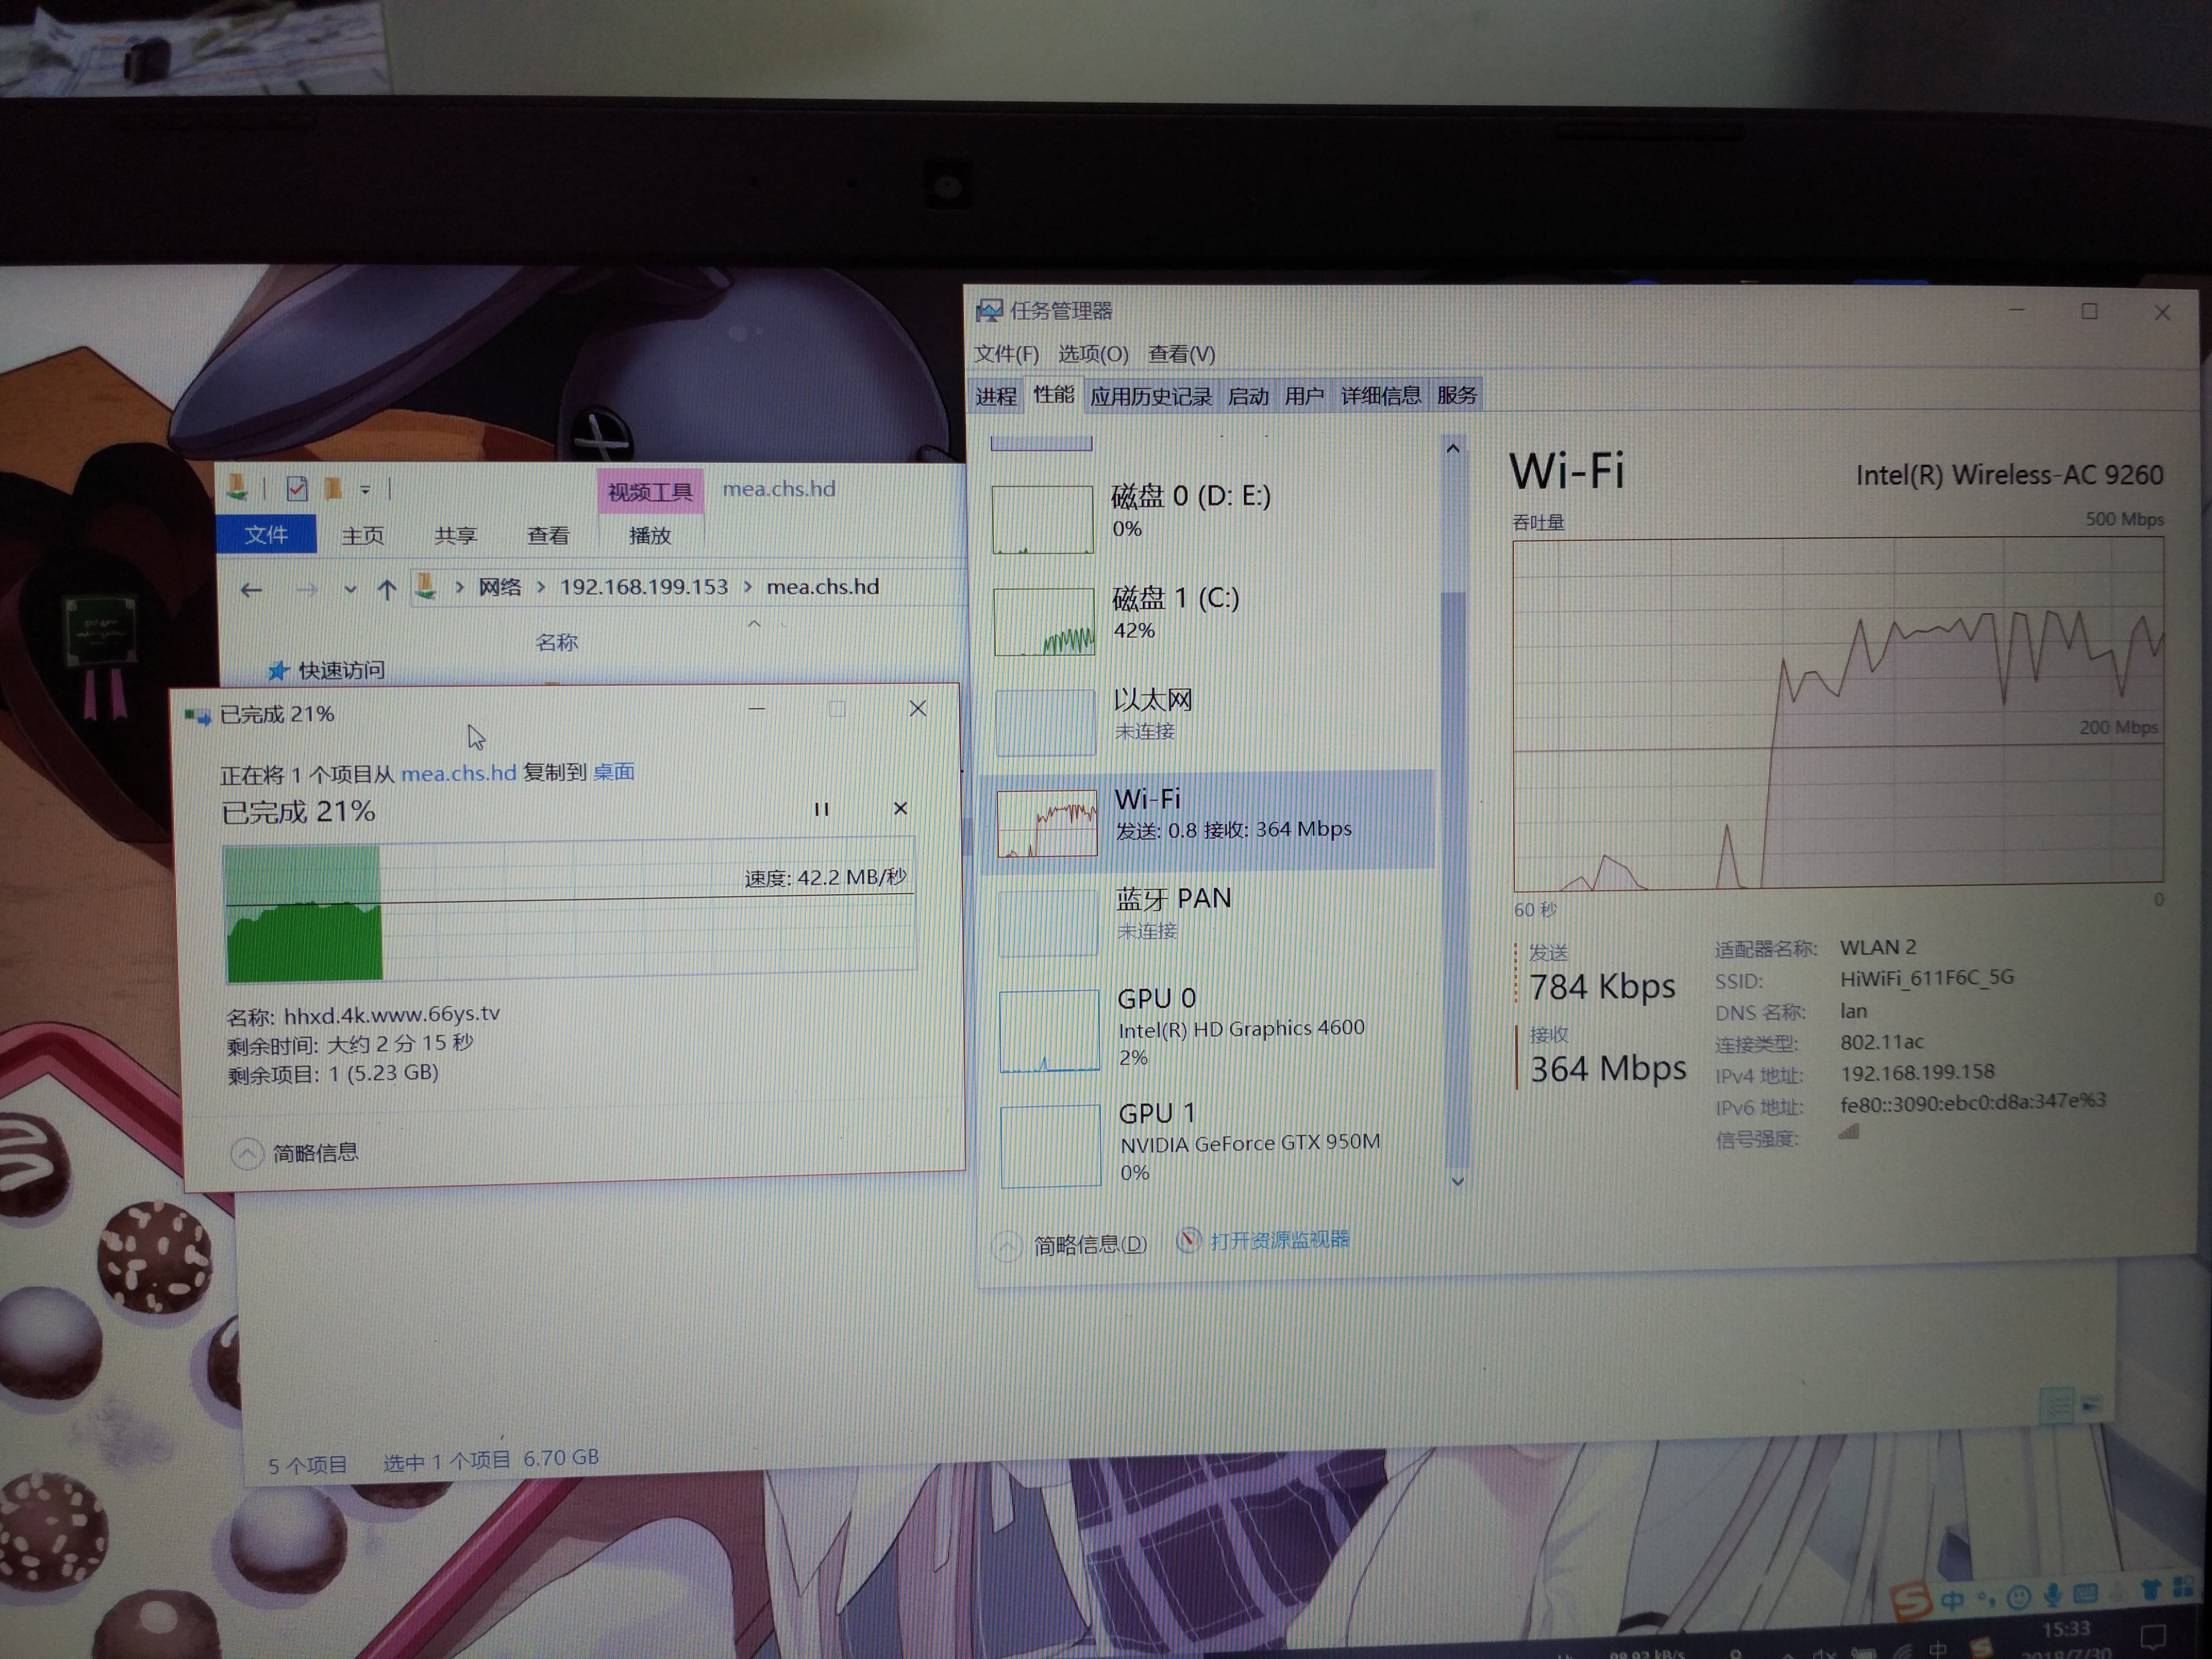 任务管理器
文件(F) 选项(O) 查看(V)
进程 性能 应用历史记录 启动 用户 详细信息 服务
磁盘 0 (D: E:)
0%
磁盘 1 (C:)
42%
以太网
未连接
Wi-Fi
发送: 0.8 接收: 364 Mbps
蓝牙 PAN
未连接
GPU 0
Intel(R) HD Graphics 4600
2%
GPU 1
NVIDIA GeForce GTX 950M
0%
简略信息(D) 打开资源监视器
Wi-Fi Intel(R) Wireless-AC 9260
吞吐量 500 Mbps
200 Mbps
60 秒 0
发送
784 Kbps
接收
364 Mbps
适配器名称: WLAN 2
SSID: HiWiFi_611F6C_5G
DNS 名称: lan
连接类型: 802.11ac
IPv4 地址: 192.168.199.158
IPv6 地址: fe80::3090:ebc0:d8a:347e%3
信号强度:
视频工具 mea.chs.hd
文件 主页 共享 查看 播放
网络 192.168.199.153 mea.chs.hd
名称
快速访问
已完成 21%
正在将 1 个项目从 mea.chs.hd 复制到 桌面
已完成 21%
速度: 42.2 MB/秒
名称: hhxd.4k.www.66ys.tv
剩余时间: 大约 2 分 15 秒
剩余项目: 1 (5.23 GB)
简略信息
5 个项目 选中 1 个项目 6.70 GB
中
中
15:33